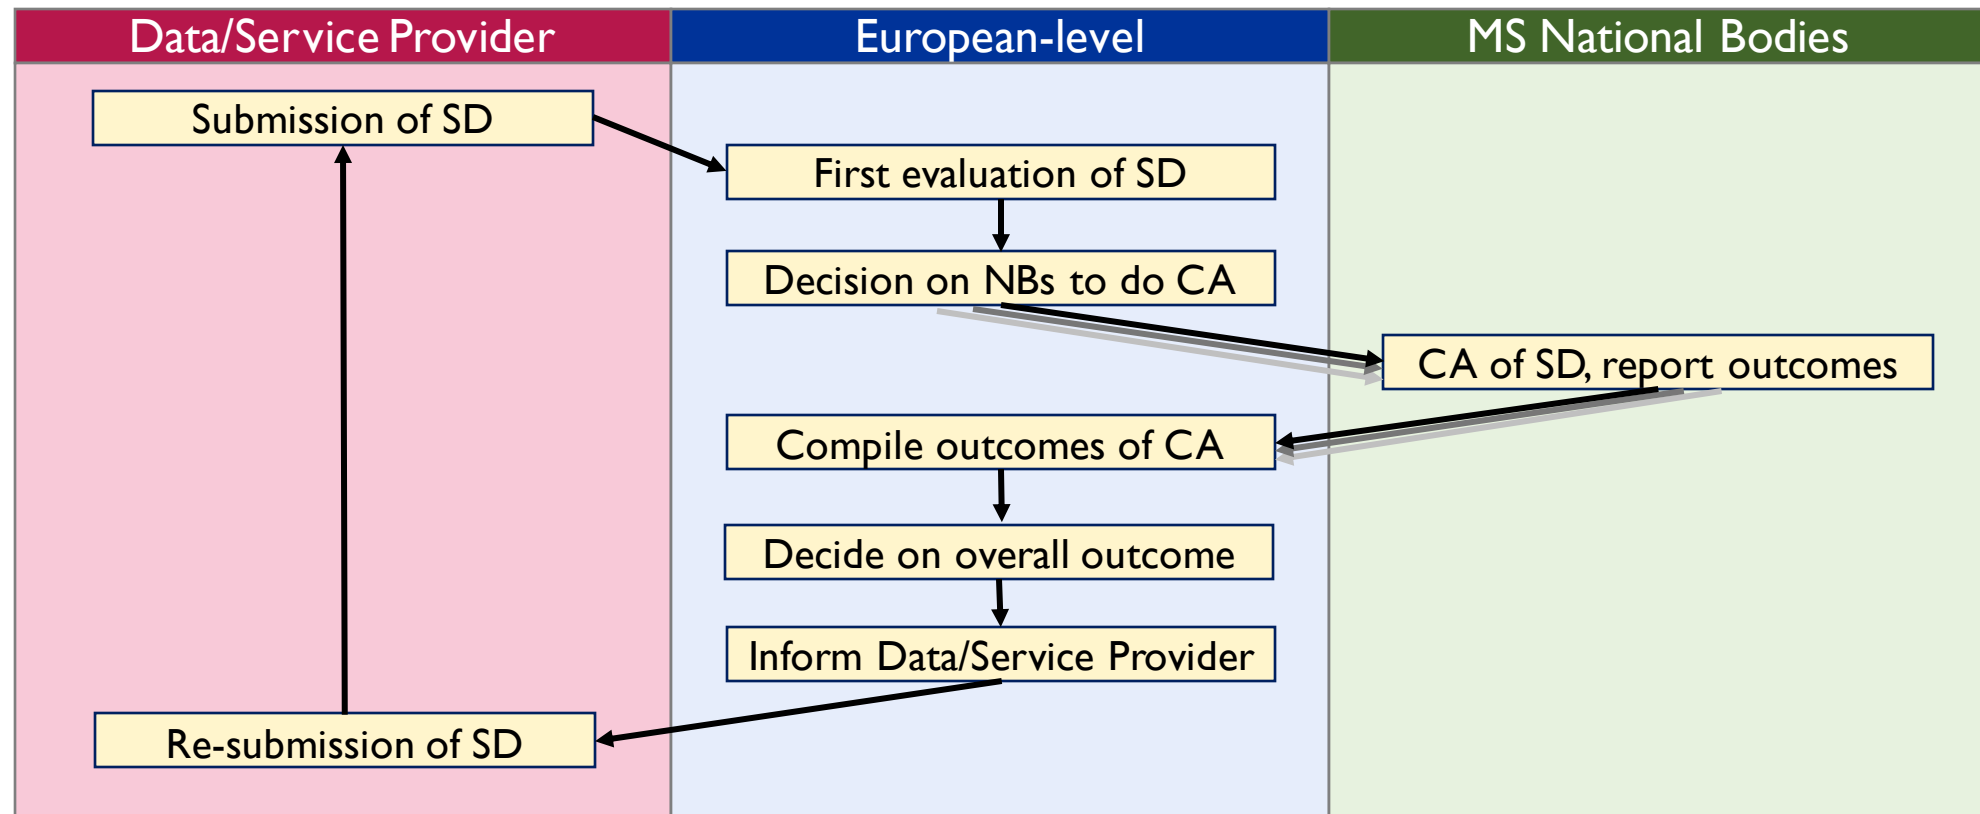 Data/Service Provider
European-level
MS National Bodies
Submission of SD
First evaluation of SD
Decision on NBs to do CA
CA of SD, report outcomes
Compile outcomes of CA
Decide on overall outcome
Inform Data/Service Provider
Re-submission of SD